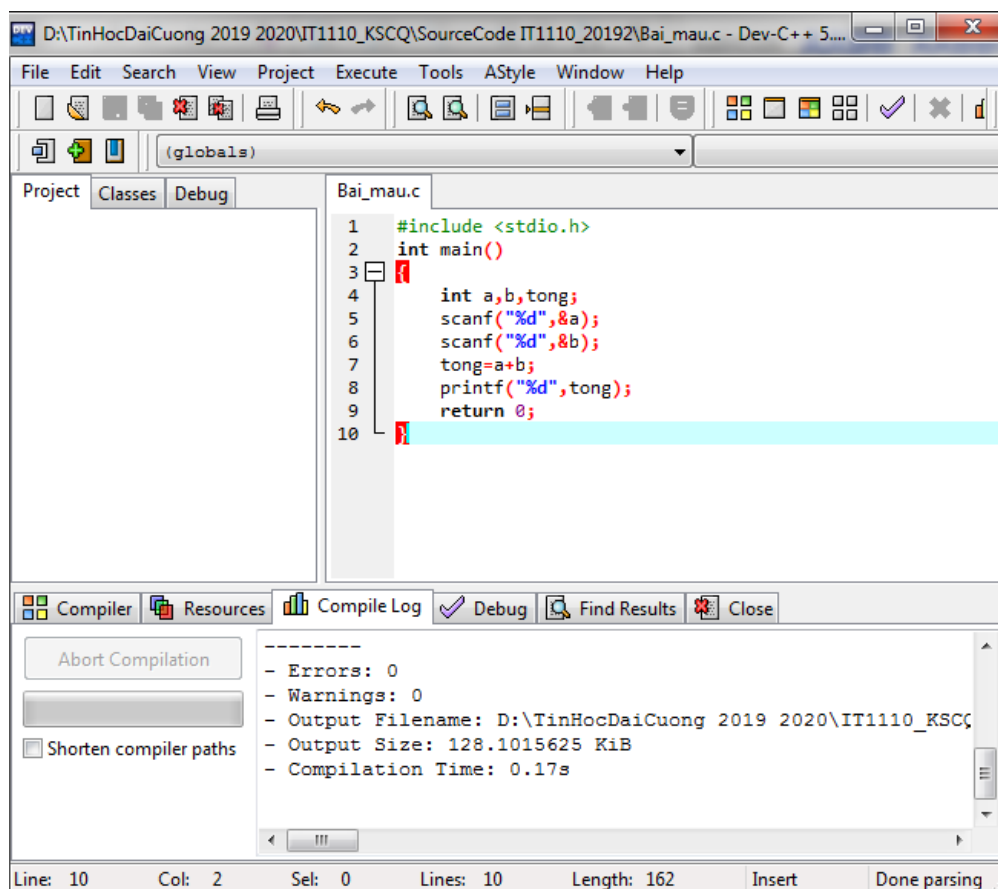 D:\TinHocDaiCuong 2019 2020\IT1110_KSCQ\SourceCode IT1110_20192\Bai_mau.c - Dev-C++ 5....
File Edit Search View Project Execute Tools AStyle Window Help
(globals)
Project Classes Debug
Bai_mau.c
1 #include <stdio.h>
2 int main()
3 {
4 int a,b,tong;
5 scanf("%d",&a);
6 scanf("%d",&b);
7 tong=a+b;
8 printf("%d",tong);
9 return 0;
10 }
Compiler Resources Compile Log Debug Find Results Close
Abort Compilation
Shorten compiler paths
--------
- Errors: 0
- Warnings: 0
- Output Filename: D:\TinHocDaiCuong 2019 2020\IT1110_KSCQ
- Output Size: 128.1015625 KiB
- Compilation Time: 0.17s
Line: 10 Col: 2 Sel: 0 Lines: 10 Length: 162 Insert Done parsing